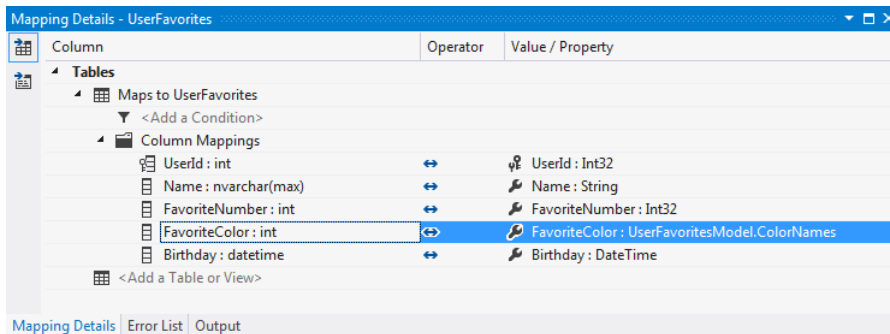 Mapping Details - UserFavorites
Column Operator Value / Property
Tables
Maps to UserFavorites
<Add a Condition>
Column Mappings
UserId : int UserId : Int32
Name : nvarchar(max) Name : String
FavoriteNumber : int FavoriteNumber : Int32
FavoriteColor : int FavoriteColor : UserFavoritesModel.ColorNames
Birthday : datetime Birthday : DateTime
<Add a Table or View>
Mapping Details Error List Output